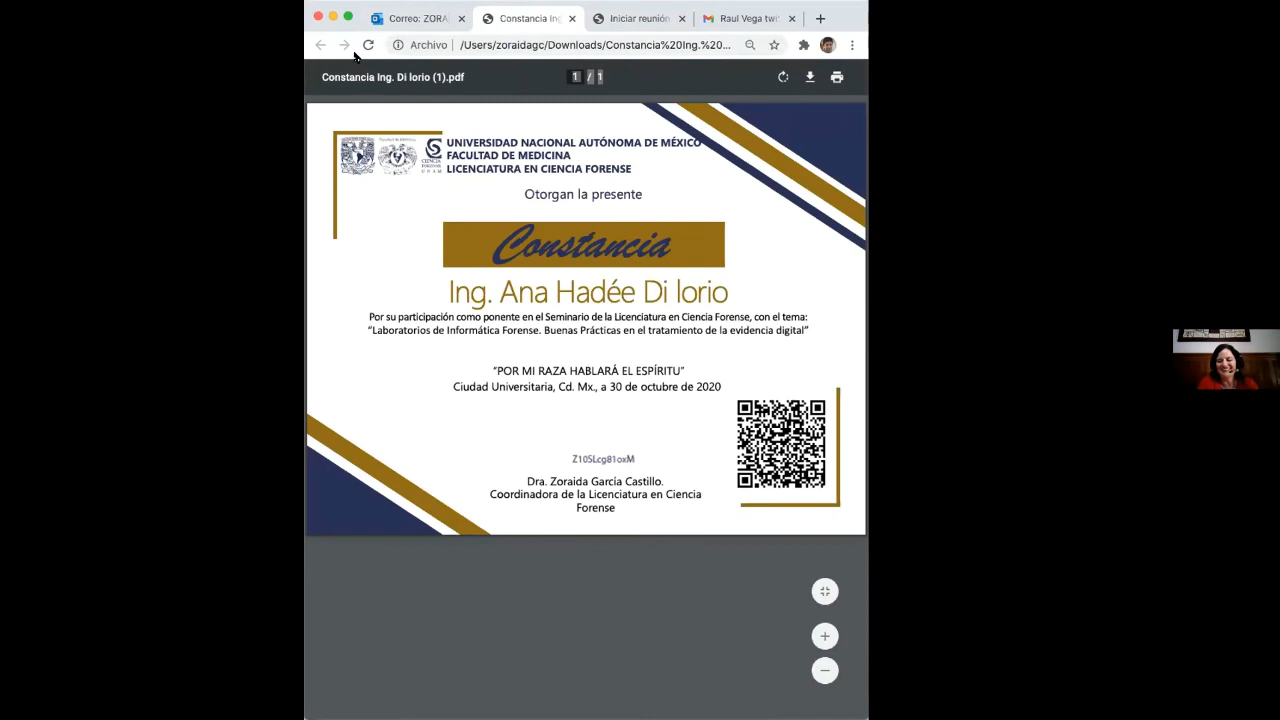 Correo: ZORA
Constancia Ing
Iniciar reunión
Raul Vega twi
Archivo
/Users/zoraidagc/Downloads/Constancia%20Ing.%20...
Constancia Ing. Di Iorio (1).pdf
1 / 1
UNIVERSIDAD NACIONAL AUTÓNOMA DE MÉXICO
FACULTAD DE MEDICINA
LICENCIATURA EN CIENCIA FORENSE
CIENCIA
FORENSE
UNAM
Otorgan la presente
Constancia
Ing. Ana Hadée Di Iorio
Por su participación como ponente en el Seminario de la Licenciatura en Ciencia Forense, con el tema:
“Laboratorios de Informática Forense. Buenas Prácticas en el tratamiento de la evidencia digital”
“POR MI RAZA HABLARÁ EL ESPÍRITU”
Ciudad Universitaria, Cd. Mx., a 30 de octubre de 2020
Z10SLcg81oxM
Dra. Zoraida García Castillo.
Coordinadora de la Licenciatura en Ciencia
Forense